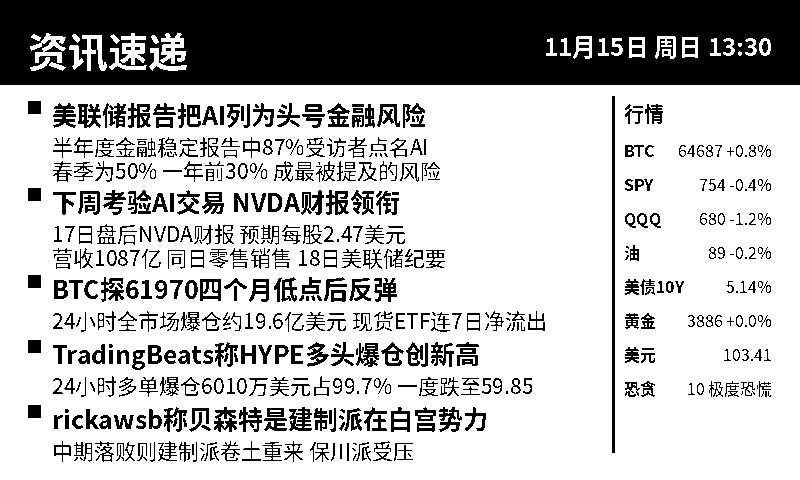 资讯速递
11月15日 周日 13:30
美联储报告把AI列为头号金融风险
半年度金融稳定报告中87%受访者点名AI
春季为50% 一年前30% 成最被提及的风险
下周考验AI交易 NVDA财报领衔
17日盘后NVDA财报 预期每股2.47美元
营收1087亿 同日零售销售 18日美联储纪要
BTC探61970四个月低点后反弹
24小时全市场爆仓约19.6亿美元 现货ETF连7日净流出
TradingBeats称HYPE多头爆仓创新高
24小时多单爆仓6010万美元占99.7% 一度跌至59.85
rickawsb称贝森特是建制派在白宫势力
中期落败则建制派卷土重来 保川派受压
行情
BTC 64687 +0.8%
SPY 754 -0.4%
QQQ 680 -1.2%
油 89 -0.2%
美债10Y 5.14%
黄金 3886 +0.0%
美元 103.41
恐贪 10 极度恐慌